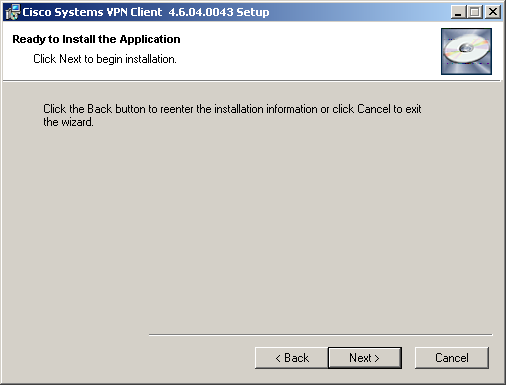 Cisco Systems VPN Client 4.6.04.0043 Setup
Ready to Install the Application
Click Next to begin installation.
Click the Back button to reenter the installation information or click Cancel to exit
the wizard.
< Back
Next >
Cancel